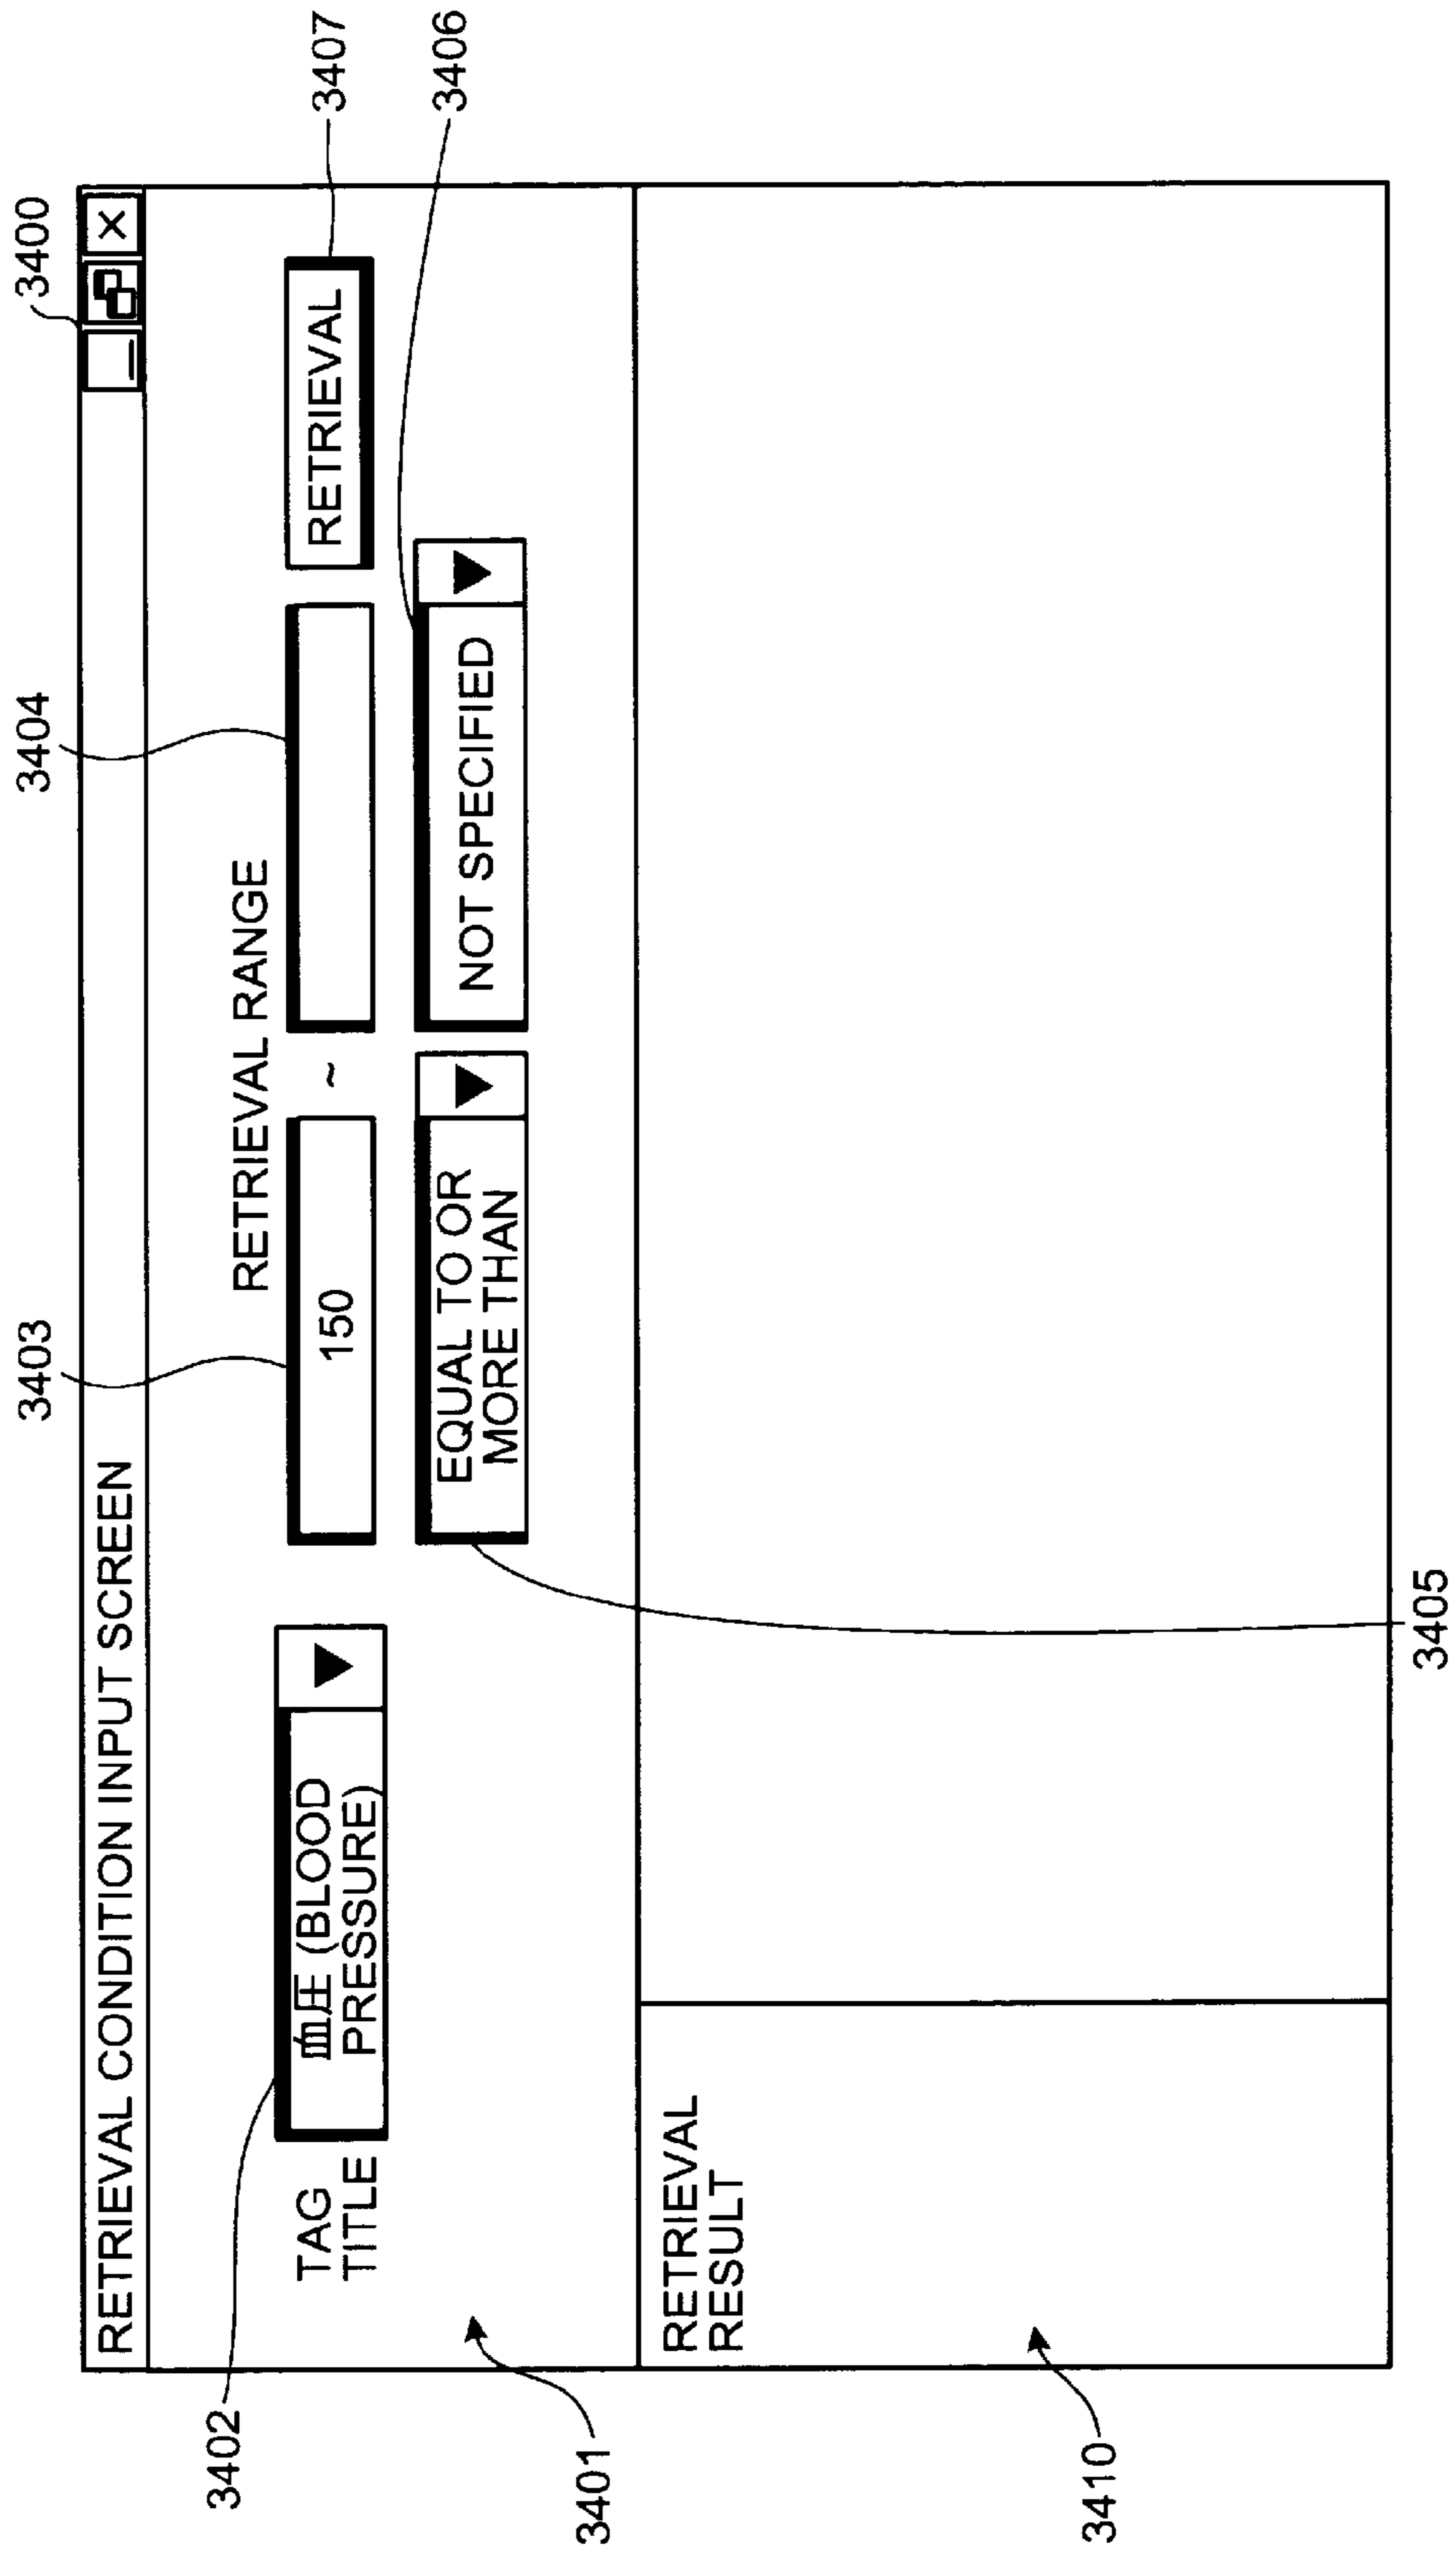 3400
3404
3403
RETRIEVAL CONDITION INPUT SCREEN
3402
3407
3406
RETRIEVAL RANGE
TAG
TITLE
血圧 (BLOOD
PRESSURE)
150
~
RETRIEVAL
EQUAL TO OR
MORE THAN
NOT SPECIFIED
3401
RETRIEVAL
RESULT
3410
3405